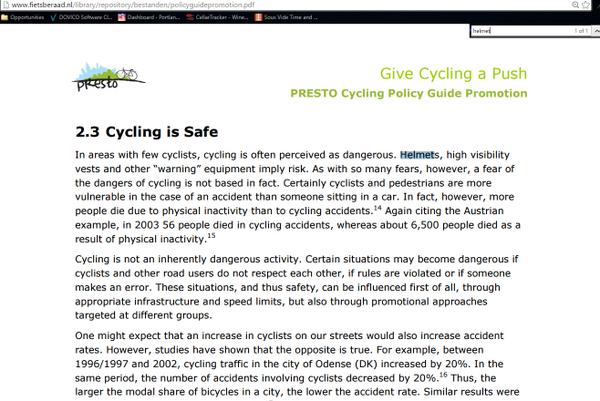 www.fietsberaad.nl/library/repository/bestanden/policyguidepromotion.pdf
Opportunities DOVICO Software Cl... Dashboard - Portlan... CellarTracker - Wine... Sous Vide Time and ...
helmet 1 of 1
presto
Give Cycling a Push
PRESTO Cycling Policy Guide Promotion
2.3 Cycling is Safe
In areas with few cyclists, cycling is often perceived as dangerous. Helmets, high visibility
vests and other “warning” equipment imply risk. As with so many fears, however, a fear of
the dangers of cycling is not based in fact. Certainly cyclists and pedestrians are more
vulnerable in the case of an accident than someone sitting in a car. In fact, however, more
people die due to physical inactivity than to cycling accidents.14 Again citing the Austrian
example, in 2003 56 people died in cycling accidents, whereas about 6,500 people died as a
result of physical inactivity.15
Cycling is not an inherently dangerous activity. Certain situations may become dangerous if
cyclists and other road users do not respect each other, if rules are violated or if someone
makes an error. These situations, and thus safety, can be influenced first of all, through
appropriate infrastructure and speed limits, but also through promotional approaches
targeted at different groups.
One might expect that an increase in cyclists on our streets would also increase accident
rates. However, studies have shown that the opposite is true. For example, between
1996/1997 and 2002, cycling traffic in the city of Odense (DK) increased by 20%. In the
same period, the number of accidents involving cyclists decreased by 20%.16 Thus, the
larger the modal share of bicycles in a city, the lower the accident rate. Similar results were